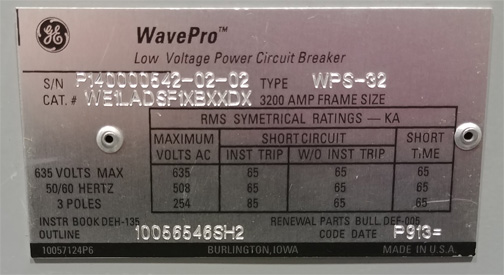 GE
WavePro™
Low Voltage Power Circuit Breaker
S/N P140000642-02-02 TYPE WPS-32
CAT. # WE1LADSF1XBXXDX 3200 AMP FRAME SIZE
RMS SYMETRICAL RATINGS — KA
MAXIMUM SHORT CIRCUIT SHORT
VOLTS AC INST TRIP W/O INST TRIP TIME
635 VOLTS MAX 635 65 65 65
50/60 HERTZ 508 65 65 65
3 POLES 254 85 65 65
INSTR BOOK DEH-135 RENEWAL PARTS BULL DEF-005
OUTLINE 10056546SH2 CODE DATE P913=
10057124P6 BURLINGTON, IOWA MADE IN U.S.A.